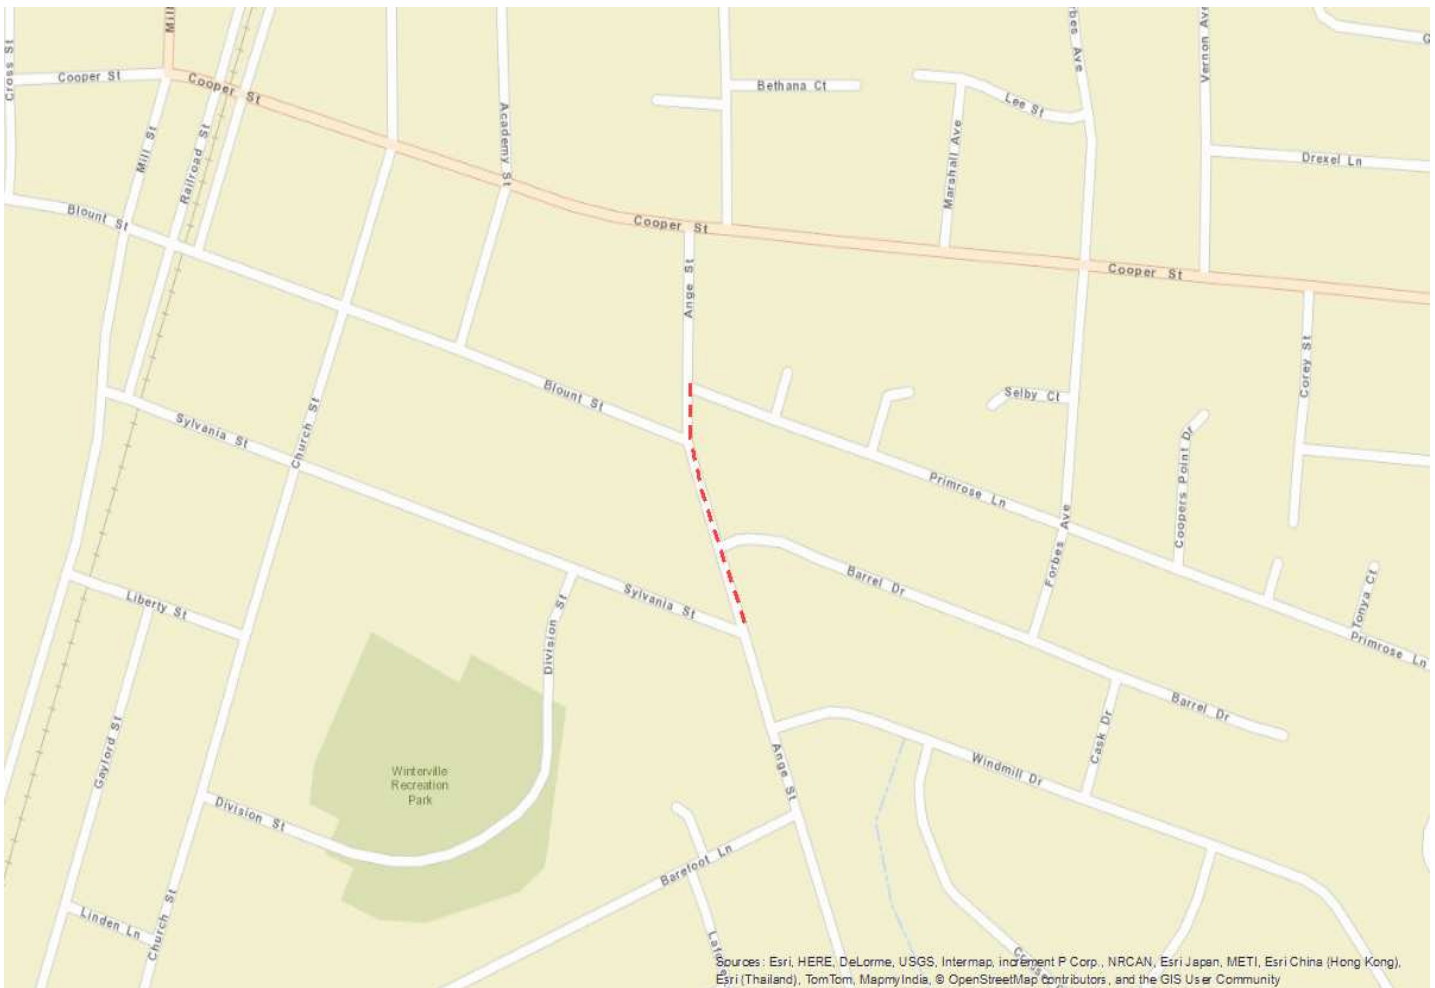 Mill
Cross St
Cooper St
Cooper St
Mill St
Railroad St
Academy St
Bethana Ct
Lee St
Marshall Ave
Vernon Av
Drexel Ln
Blount St
Cooper St
Ange St
Cooper St
Corey St
Blount St
Selby Ct
Sylvania St
Church St
Primrose Ln
Coopers Point Dr
Forbes Ave
Barrel Dr
Tonya Ct
Primrose Ln
Liberty St
Sylvania St
Division St
Barrel Dr
Cask Dr
Gayford St
Winterville
Recreation
Park
Ange St
Windmill Dr
Division St
Barefoot Ln
Linden Ln
Church St
Sources: Esri, HERE, DeLorme, USGS, Intermap, increment P Corp., NRCAN, Esri Japan, METI, Esri China (Hong Kong),
Esri (Thailand), TomTom, MapmyIndia, © OpenStreetMap contributors, and the GIS User Community